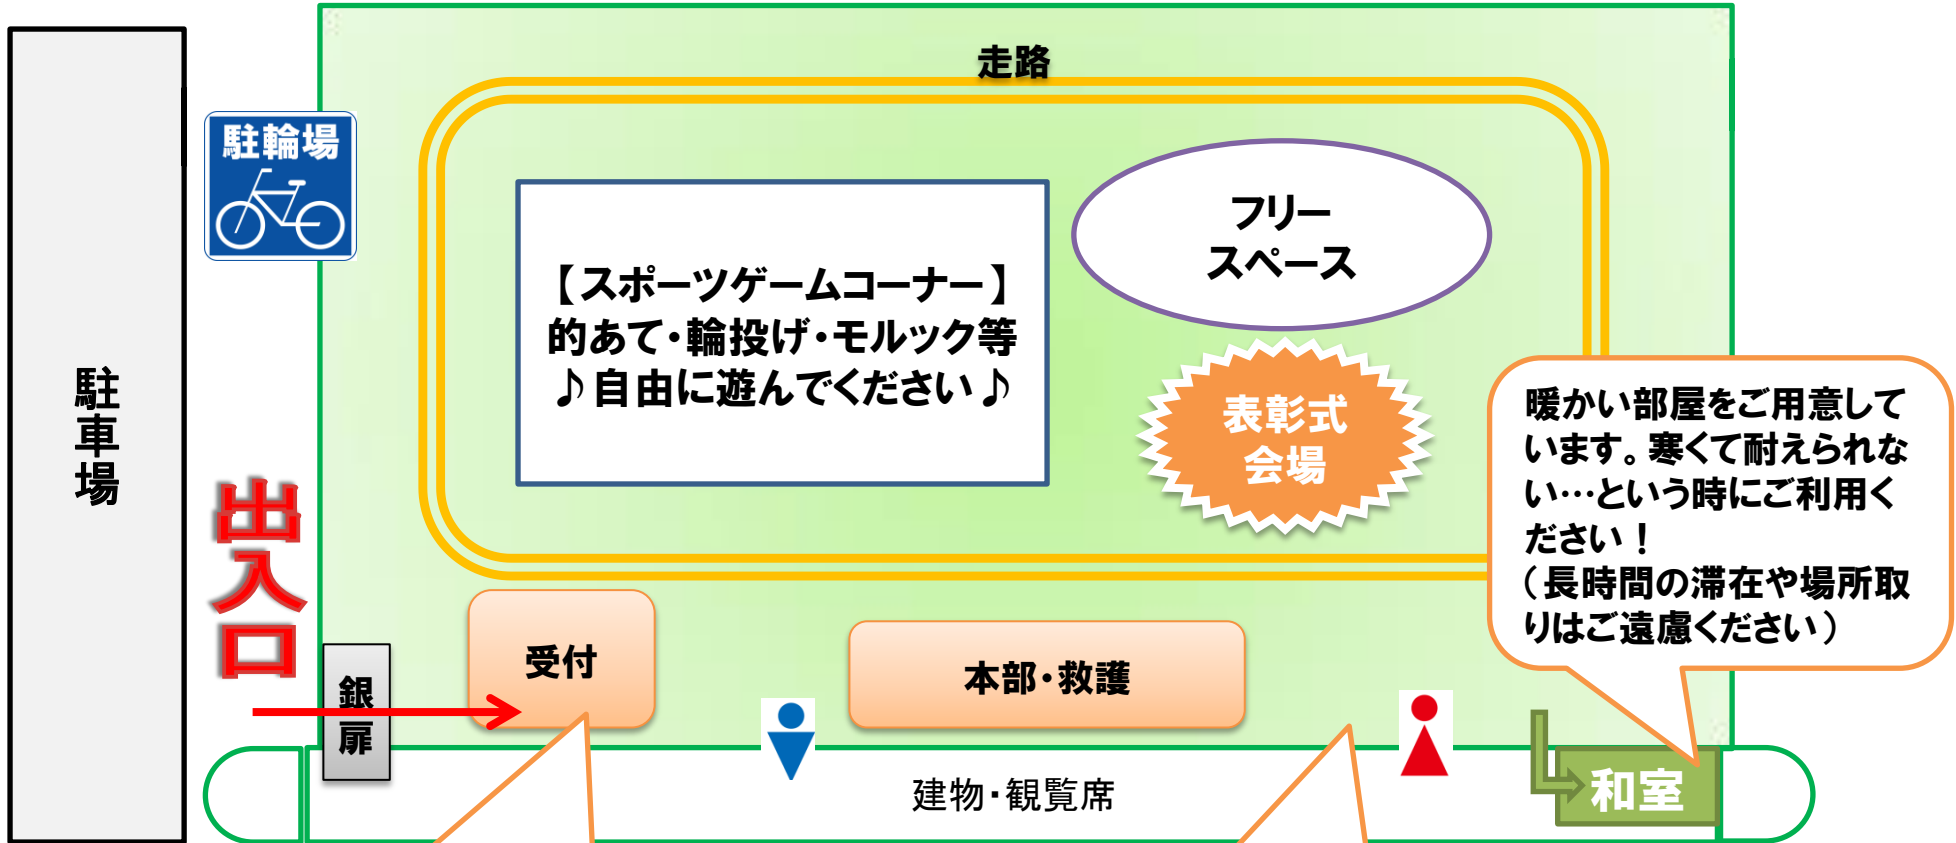 走路
駐輪場
フリー
スペース
【スポーツゲームコーナー】
的あて・輪投げ・モルック等
♪自由に遊んでください♪
表彰式
会場
駐車場
出入口
暖かい部屋をご用意して
います。寒くて耐えられな
い…という時にご利用く
ださい！
（長時間の滞在や場所取
りはご遠慮ください）
受付
本部・救護
銀扉
建物・観覧席
和室